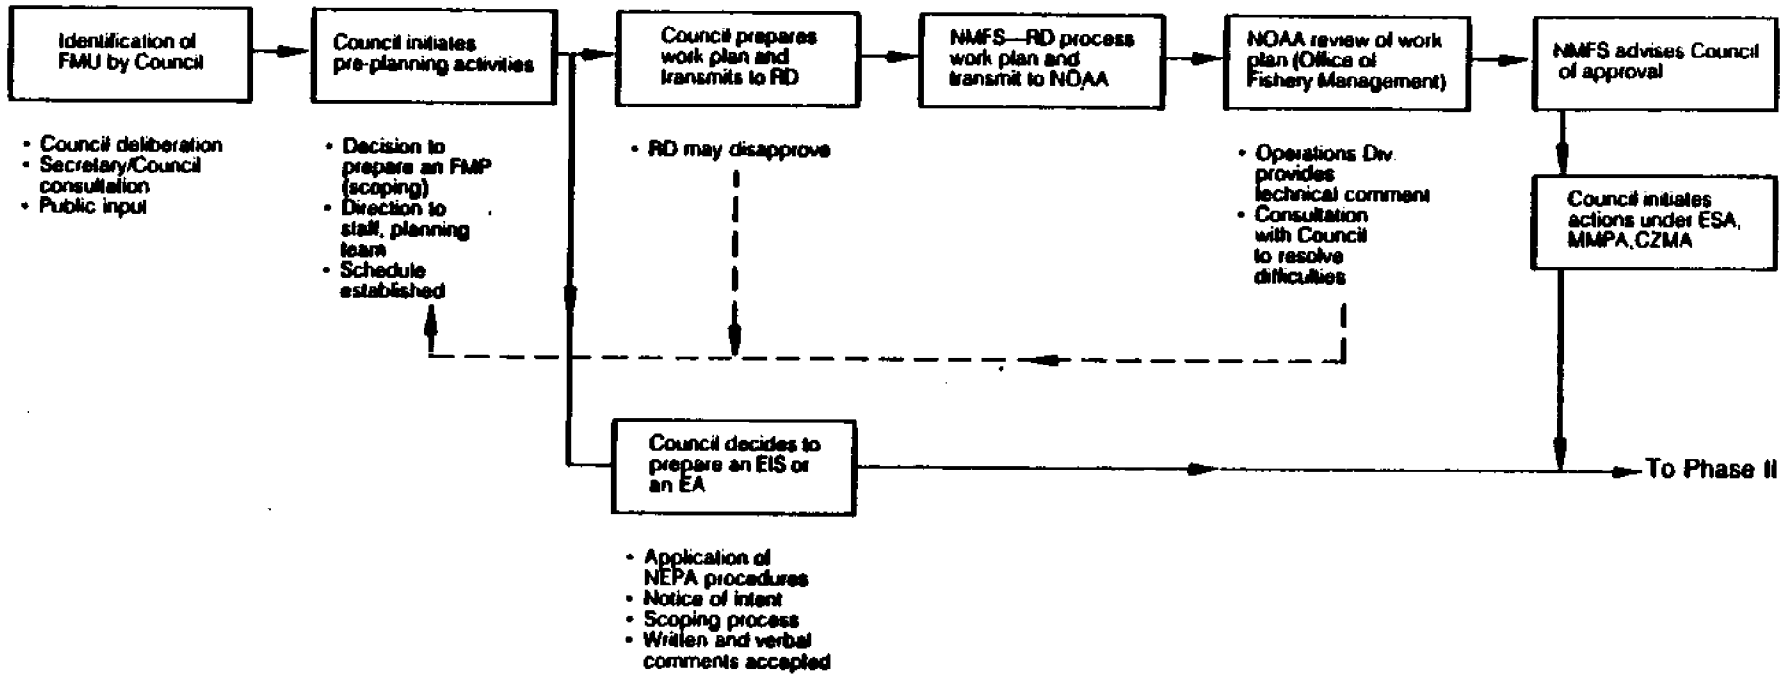 Identification of
FMU by Council
Council initiates
pre-planning activities
Council prepares
work plan and
transmits to RD
NMFS—RD process
work plan and
transmit to NOAA
NOAA review of work
plan (Office of
Fishery Management)
NMFS advises Council
of approval
• Council deliberation
• Secretary/Council
consultation
• Public input
• Decision to
prepare an FMP
(scoping)
• Direction to
staff, planning
team
• Schedule
established
• RD may disapprove
• Operations Div.
provides
technical comment
• Consultation
with Council
to resolve
difficulties
Council initiates
actions under ESA,
MMPA, CZMA
Council decides to
prepare an EIS or
an EA
To Phase II
• Application of
NEPA procedures
• Notice of intent
• Scoping process
• Written and verbal
comments accepted